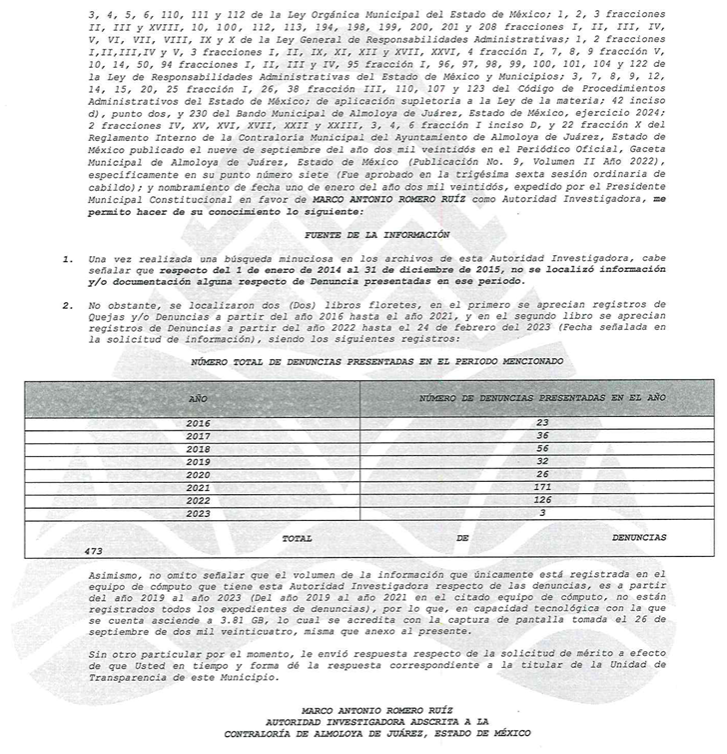 3, 4, 5, 6, 110, 111 y 112 de la Ley Orgánica Municipal del Estado de México; 1, 2, 3 fracciones
II, III y XVIII, 10, 100, 112, 113, 194, 198, 199, 200, 201 y 208 fracciones I, II, III, IV,
V, VI, VII, VIII, IX y X de la Ley General de Responsabilidades Administrativas; 1, 2 fracciones
I,II,III,IV y V, 3 fracciones I, II, IX, XI, XII y XVII, XXVI, 4 fracción I, 7, 8, 9 fracción V,
10, 14, 50, 94 fracciones I, II, III y IV, 95 fracción I, 96, 97, 98, 99, 100, 101, 104 y 122 de
la Ley de Responsabilidades Administrativas del Estado de México y Municipios; 3, 7, 8, 9, 12,
14, 15, 20, 25 fracción I, 26, 38 fracción III, 110, 107 y 123 del Código de Procedimientos
Administrativos del Estado de México; de aplicación supletoria a la Ley de la materia; 42 inciso
d), punto dos, y 230 del Bando Municipal de Almoloya de Juárez, Estado de México, ejercicio 2024;
2 fracciones IV, XV, XVI, XVII, XXII y XXIII, 3, 4, 6 fracción I inciso D, y 22 fracción X del
Reglamento Interno de la Contraloría Municipal del Ayuntamiento de Almoloya de Juárez, Estado de
México publicado el nueve de septiembre del año dos mil veintidós en el Periódico Oficial, Gaceta
Municipal de Almoloya de Juárez, Estado de México (Publicación No. 9, Volumen II Año 2022),
específicamente en su punto número siete (Fue aprobado en la trigésima sexta sesión ordinaria de
cabildo); y nombramiento de fecha uno de enero del año dos mil veintidós, expedido por el Presidente
Municipal Constitucional en favor de MARCO ANTONIO ROMERO RUÍZ como Autoridad Investigadora, me
permito hacer de su conocimiento lo siguiente:
FUENTE DE LA INFORMACIÓN
1. Una vez realizada una búsqueda minuciosa en los archivos de esta Autoridad Investigadora, cabe
señalar que respecto del 1 de enero de 2014 al 31 de diciembre de 2015, no se localizó información
y/o documentación alguna respecto de Denuncia presentadas en ese periodo.
2. No obstante, se localizaron dos (Dos) libros floretes, en el primero se aprecian registros de
Quejas y/o Denuncias a partir del año 2016 hasta el año 2021, y en el segundo libro se aprecian
registros de Denuncias a partir del año 2022 hasta el 24 de febrero del 2023 (Fecha señalada en
la solicitud de información), siendo los siguientes registros:
NÚMERO TOTAL DE DENUNCIAS PRESENTADAS EN EL PERIODO MENCIONADO
AÑO NÚMERO DE DENUNCIAS PRESENTADAS EN EL AÑO
2016 23
2017 36
2018 56
2019 32
2020 26
2021 171
2022 126
2023 3
TOTAL DE DENUNCIAS
473
Asimismo, no omito señalar que el volumen de la información que únicamente está registrada en el
equipo de cómputo que tiene esta Autoridad Investigadora respecto de las denuncias, es a partir
del año 2019 al año 2023 (Del año 2019 al año 2021 en el citado equipo de cómputo, no están
registrados todos los expedientes de denuncias), por lo que, en capacidad tecnológica con la que
se cuenta asciende a 3.81 GB, lo cual se acredita con la captura de pantalla tomada el 26 de
septiembre de dos mil veinticuatro, misma que anexo al presente.
Sin otro particular por el momento, le envió respuesta respecto de la solicitud de mérito a efecto
de que Usted en tiempo y forma dé la respuesta correspondiente a la titular de la Unidad de
Transparencia de este Municipio.
MARCO ANTONIO ROMERO RUÍZ
AUTORIDAD INVESTIGADORA ADSCRITA A LA
CONTRALORÍA DE ALMOLOYA DE JUÁREZ, ESTADO DE MÉXICO